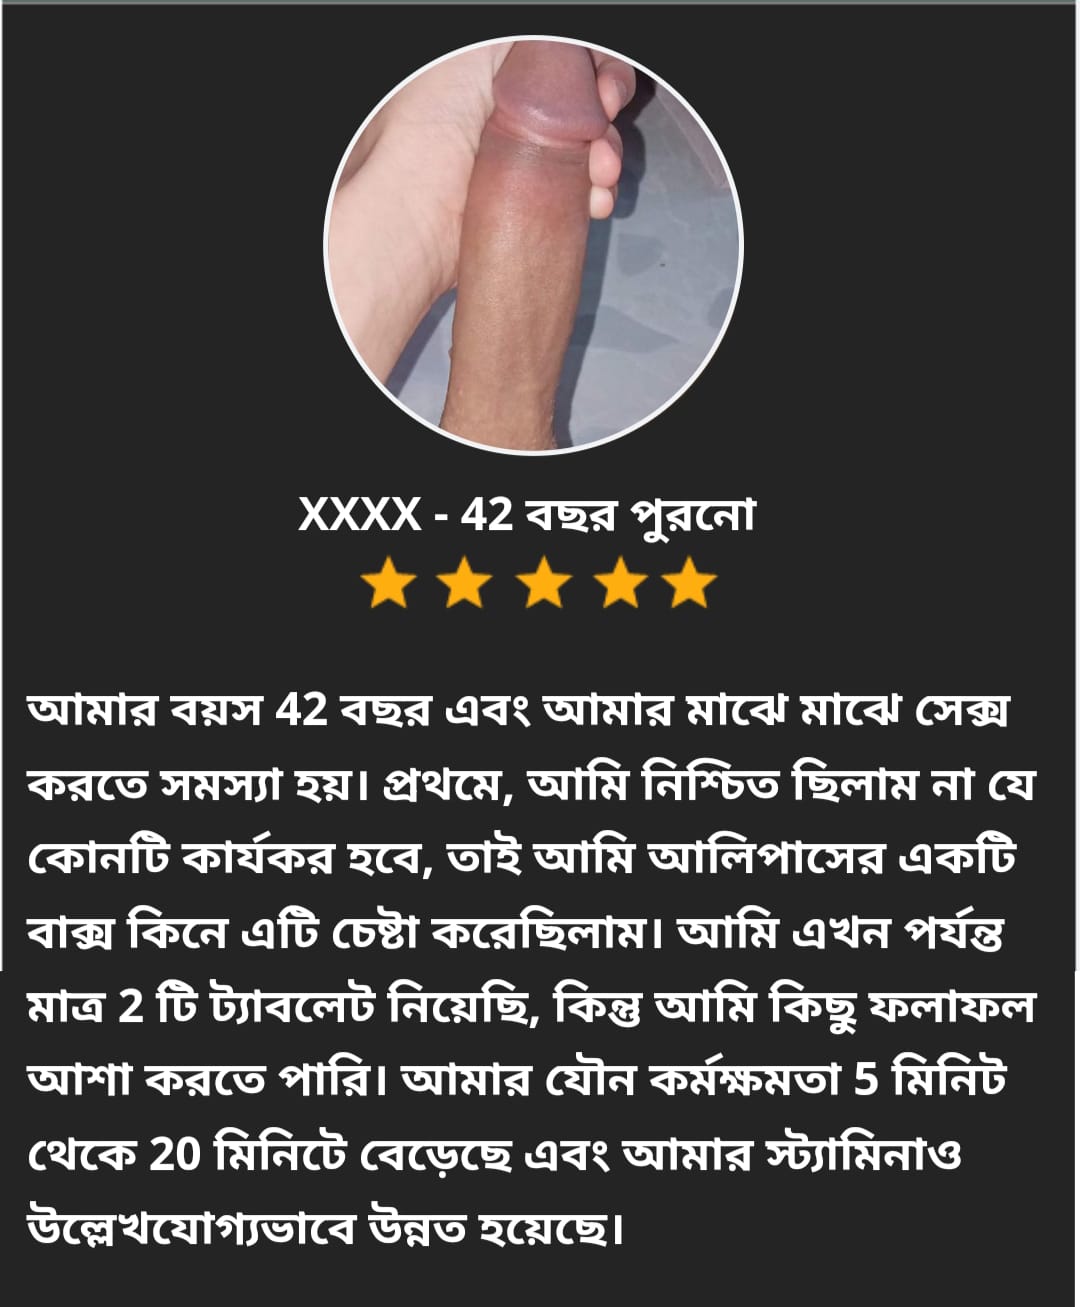 XXXX - 42 বছর পুরনো
আমার বয়স 42 বছর এবং আমার মাঝে মাঝে সেক্স
করতে সমস্যা হয়। প্রথমে, আমি নিশ্চিত ছিলাম না যে
কোনটি কার্যকর হবে, তাই আমি আলিপাসের একটি
বাক্স কিনে এটি চেষ্টা করেছিলাম। আমি এখন পর্যন্ত
মাত্র 2 টি ট্যাবলেট নিয়েছি, কিন্তু আমি কিছু ফলাফল
আশা করতে পারি। আমার যৌন কর্মক্ষমতা 5 মিনিট
থেকে 20 মিনিটে বেড়েছে এবং আমার স্ট্যামিনাও
উল্লেখযোগ্যভাবে উন্নত হয়েছে।